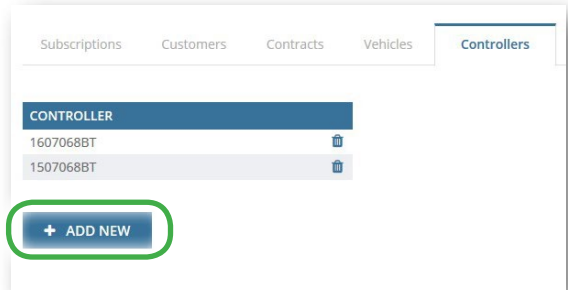 Subscriptions Customers Contracts Vehicles Controllers
CONTROLLER
1607068BT
1507068BT
+ ADD NEW